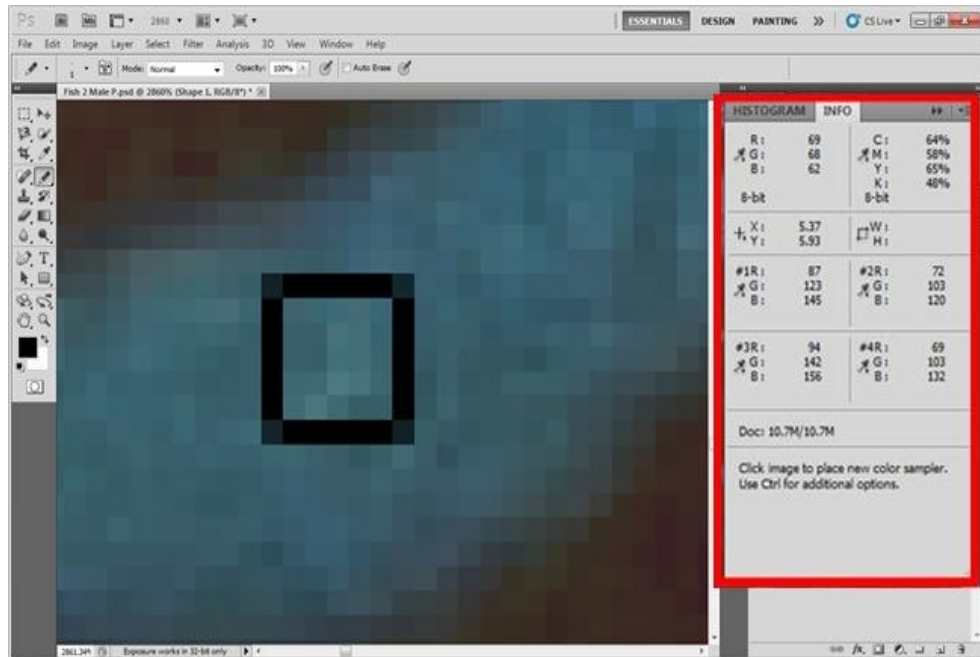 Ps Mb 2860 ESSENTIALS DESIGN PAINTING CS Live
File Edit Image Layer Select Filter Analysis 3D View Window Help
1 Mode: Normal Opacity: 100% Auto Erase
Fish 2 Male P.psd @ 2860% (Shape 1, RGB/8*) *
HISTOGRAM INFO
R: 69 C: 64%
G: 68 M: 58%
B: 62 Y: 65%
K: 48%
8-bit 8-bit
X: 5.37 W:
Y: 5.93 H:
#1R: 87 #2R: 72
G: 123 G: 103
B: 145 B: 120
#3R: 94 #4R: 69
G: 142 G: 103
B: 156 B: 132
Doc: 10.7M/10.7M
Click image to place new color sampler.
Use Ctrl for additional options.
Exposure works in 32-bit only